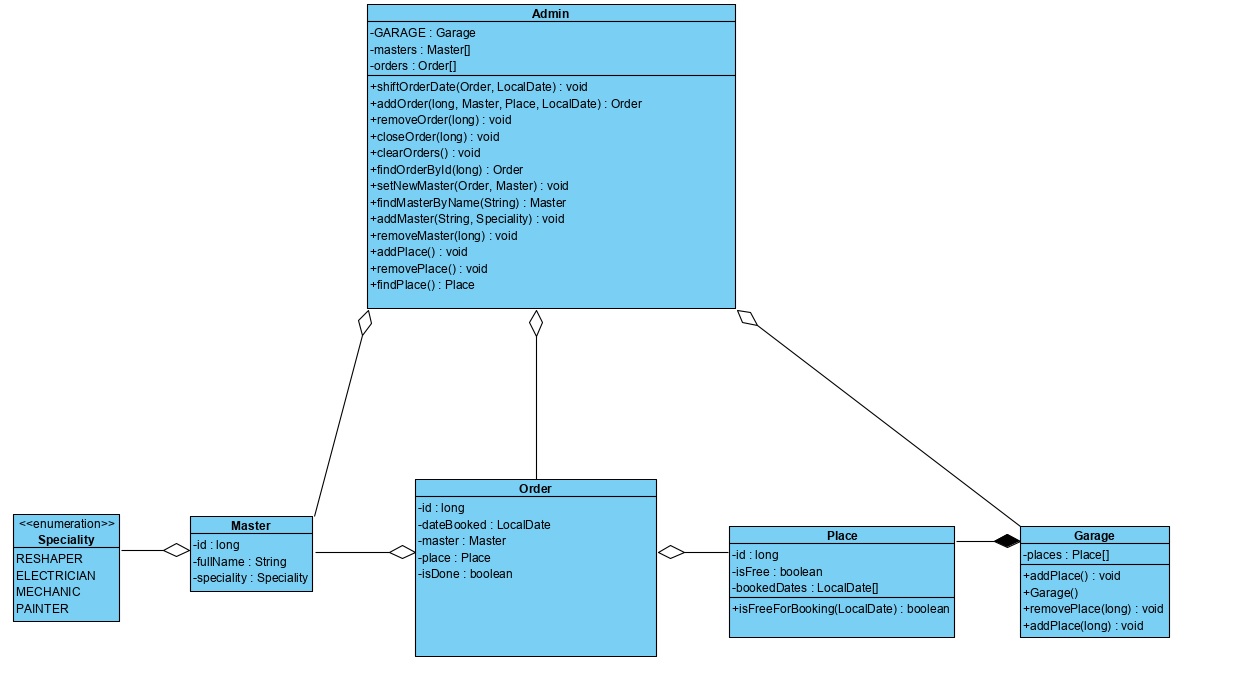 Admin
-GARAGE : Garage
-masters : Master[]
-orders : Order[]
+shiftOrderDate(Order, LocalDate) : void
+addOrder(long, Master, Place, LocalDate) : Order
+removeOrder(long) : void
+closeOrder(long) : void
+clearOrders() : void
+findOrderById(long) : Order
+setNewMaster(Order, Master) : void
+findMasterByName(String) : Master
+addMaster(String, Speciality) : void
+removeMaster(long) : void
+addPlace() : void
+removePlace() : void
+findPlace() : Place
<<enumeration>>
Speciality
RESHAPER
ELECTRICIAN
MECHANIC
PAINTER
Master
-id : long
-fullName : String
-speciality : Speciality
Order
-id : long
-dateBooked : LocalDate
-master : Master
-place : Place
-isDone : boolean
Place
-id : long
-isFree : boolean
-bookedDates : LocalDate[]
+isFreeForBooking(LocalDate) : boolean
Garage
-places : Place[]
+addPlace() : void
+Garage()
+removePlace(long) : void
+addPlace(long) : void